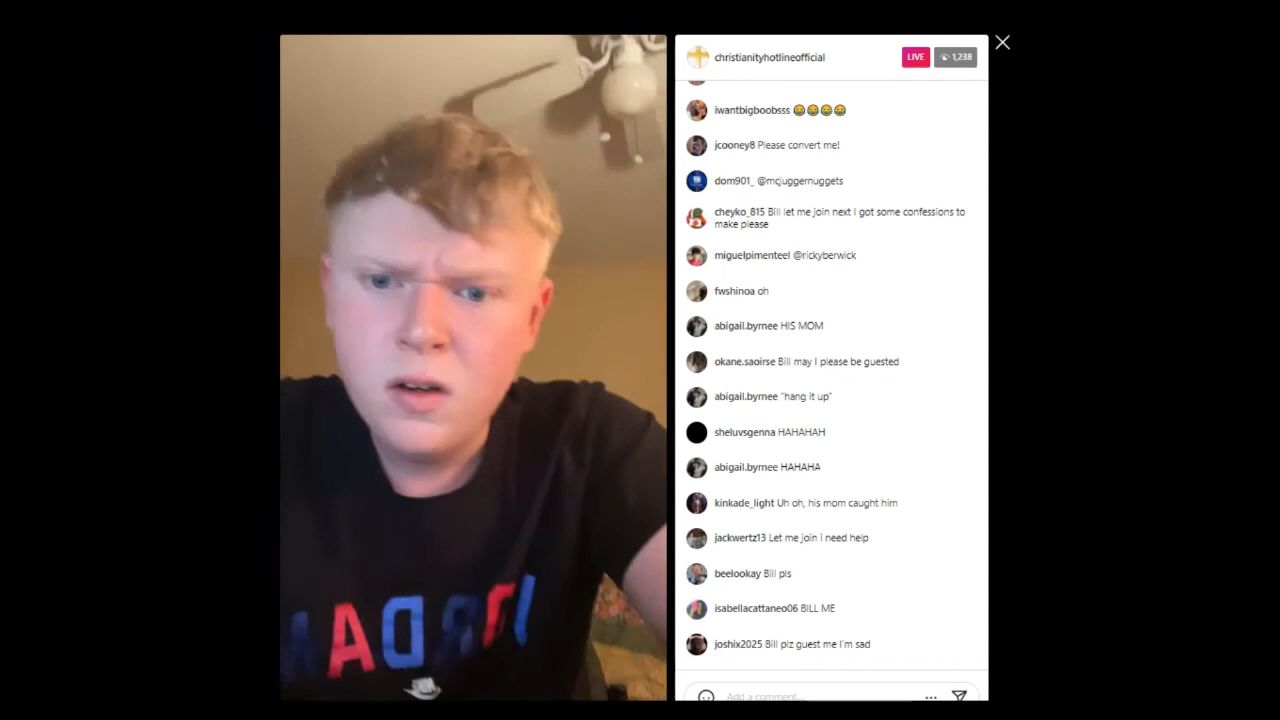 christianityhotlineofficial
LIVE
1,238
iwantbigboobsss 😂😂😂😂
jcooney8 Please convert me!
dom901_ @mcjuggernuggets
cheyko_815 Bill let me join next I got some confessions to
make please
miguelpimenteel @rickyberwick
fwshinoa oh
abigail.byrnee HIS MOM
okane.saoirse Bill may I please be guested
abigail.byrnee "hang it up"
sheluvsgenna HAHAHAH
abigail.byrnee HAHAHA
kinkade_light Uh oh, his mom caught him
jackwertz13 Let me join i need help
beelookay Bill pls
isabellacattaneo06 BILL ME
joshix2025 Bill plz guest me I'm sad
Add a comment...
JORDAN